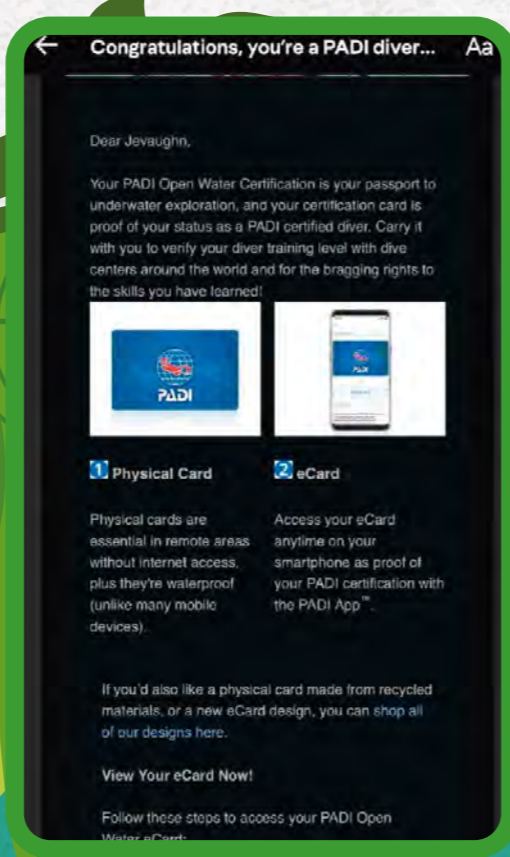 Congratulations, you're a PADI diver...
Aa
Dear Jevaughn,
Your PADI Open Water Certification is your passport to
underwater exploration, and your certification card is
proof of your status as a PADI certified diver. Carry it
with you to verify your diver training level with dive
centers around the world and for the bragging rights to
the skills you have learned!
PADI
PADI
1 Physical Card
Physical cards are
essential in remote areas
without internet access,
plus they're waterproof
(unlike many mobile
devices).
2 eCard
Access your eCard
anytime on your
smartphone as proof of
your PADI certification with
the PADI App™.
If you'd also like a physical card made from recycled
materials, or a new eCard design, you can shop all
of our designs here.
View Your eCard Now!
Follow these steps to access your PADI Open
Water eCard: